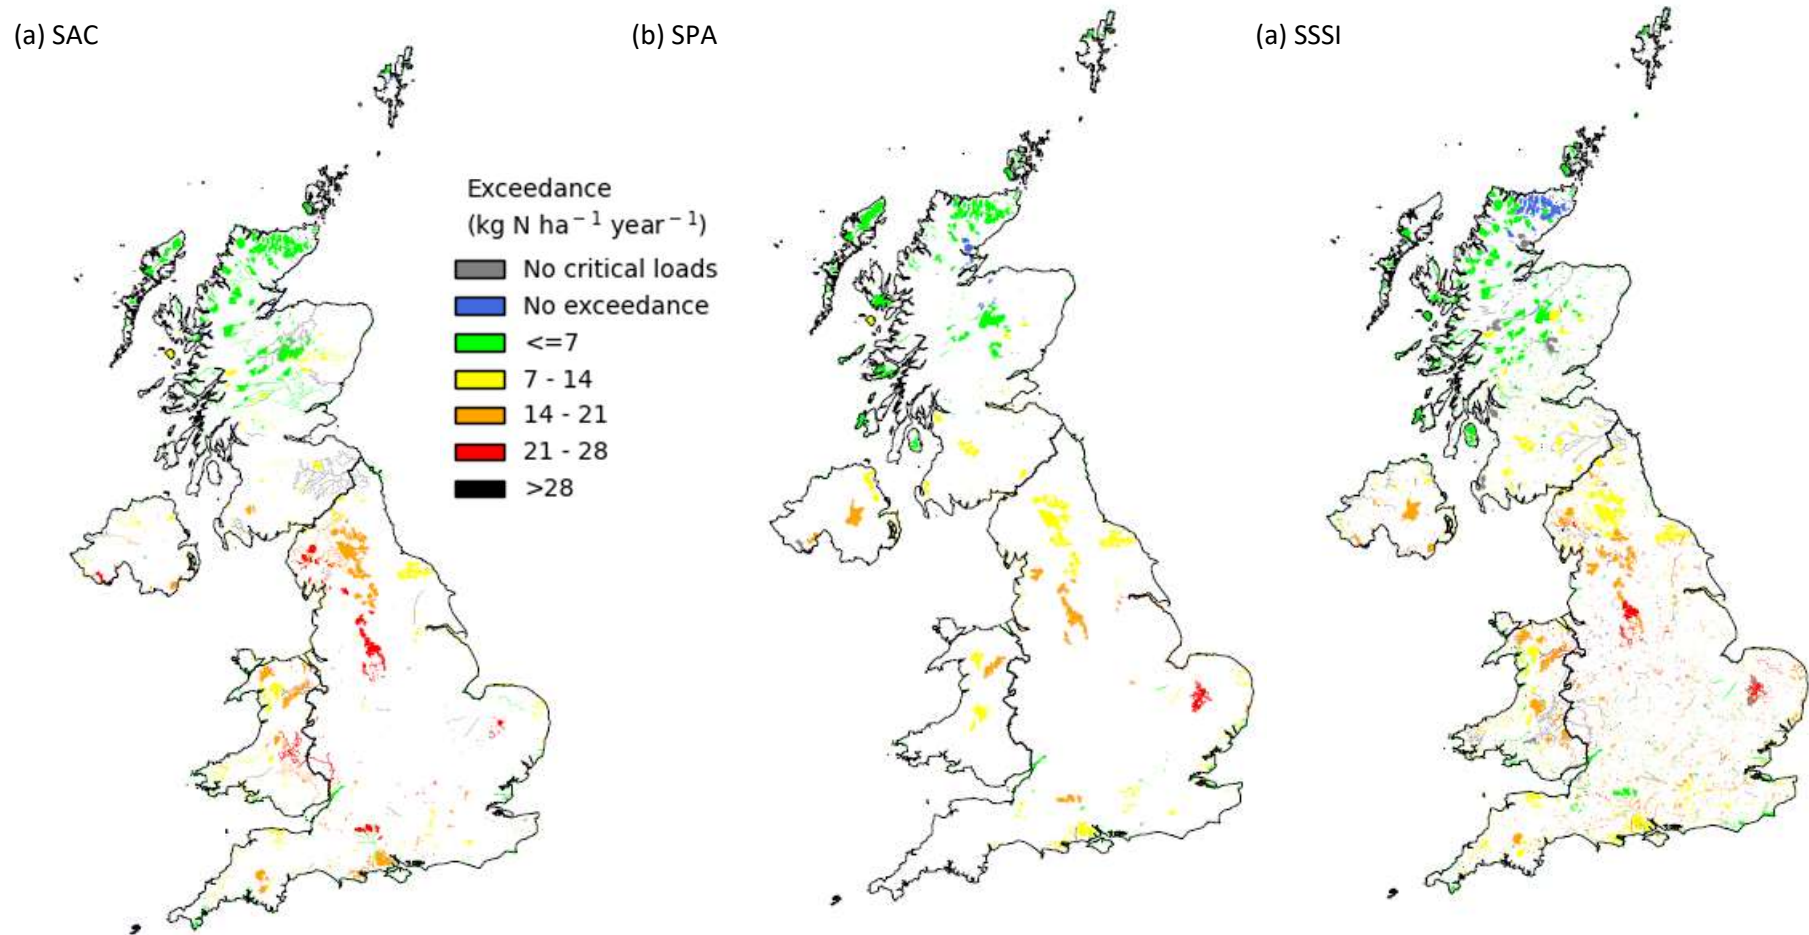 (a) SAC
(b) SPA
(a) SSSI
Exceedance
(kg N ha⁻¹ year⁻¹)
No critical loads
No exceedance
<=7
7 - 14
14 - 21
21 - 28
>28